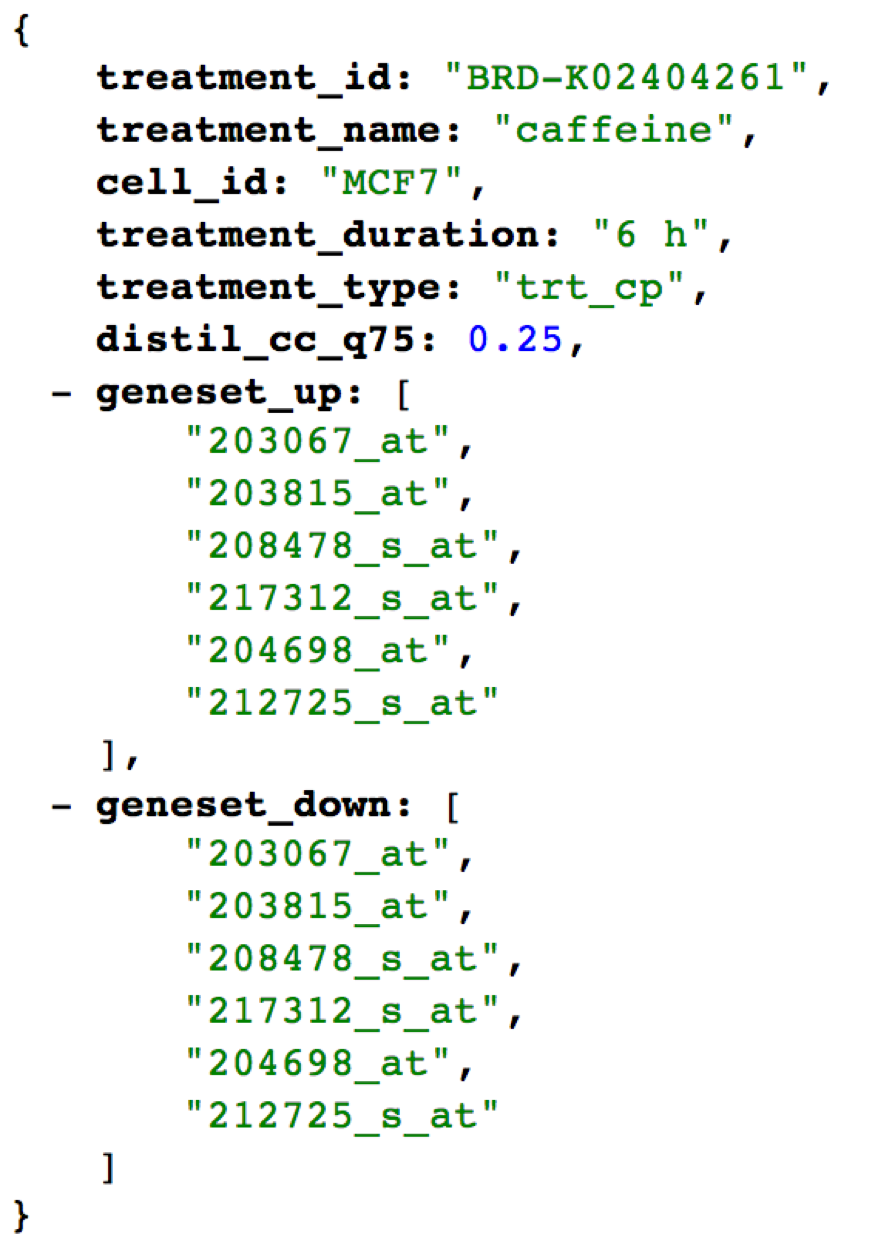 {
treatment_id: "BRD-K02404261",
treatment_name: "caffeine",
cell_id: "MCF7",
treatment_duration: "6 h",
treatment_type: "trt_cp",
distil_cc_q75: 0.25,
- geneset_up: [
"203067_at",
"203815_at",
"208478_s_at",
"217312_s_at",
"204698_at",
"212725_s_at"
],
- geneset_down: [
"203067_at",
"203815_at",
"208478_s_at",
"217312_s_at",
"204698_at",
"212725_s_at"
]
}